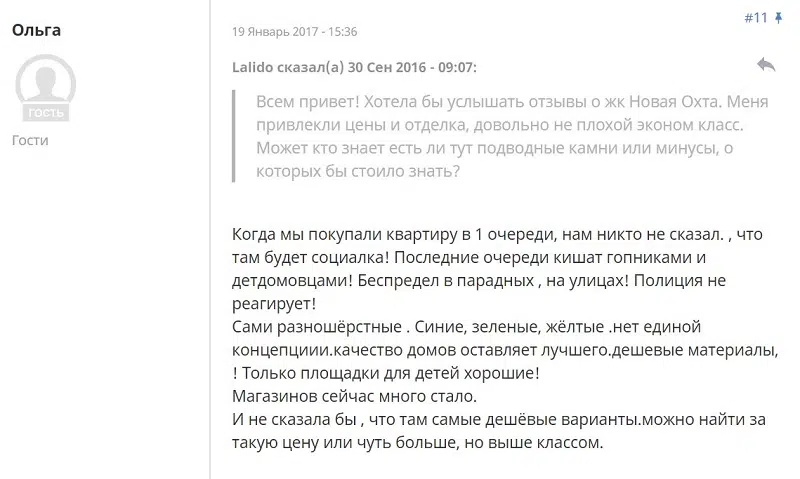 #11
Ольга
19 Январь 2017 - 15:36
Lalido сказал(а) 30 Сен 2016 - 09:07:
гость
Гости
Всем привет! Хотела бы услышать отзывы о жк Новая Охта. Меня
привлекли цены и отделка, довольно не плохой эконом класс.
Может кто знает есть ли тут подводные камни или минусы, о
которых бы стоило знать?
Когда мы покупали квартиру в 1 очереди, нам никто не сказал. , что
там будет социалка! Последние очереди кишат гопниками и
детдомовцами! Беспредел в парадных , на улицах! Полиция не
реагирует!
Сами разношёрстные . Синие, зеленые, жёлтые .нет единой
концепциии.качество домов оставляет лучшего.дешевые материалы,
! Только площадки для детей хорошие!
Магазинов сейчас много стало.
И не сказала бы , что там самые дешёвые варианты.можно найти за
такую цену или чуть больше, но выше классом.